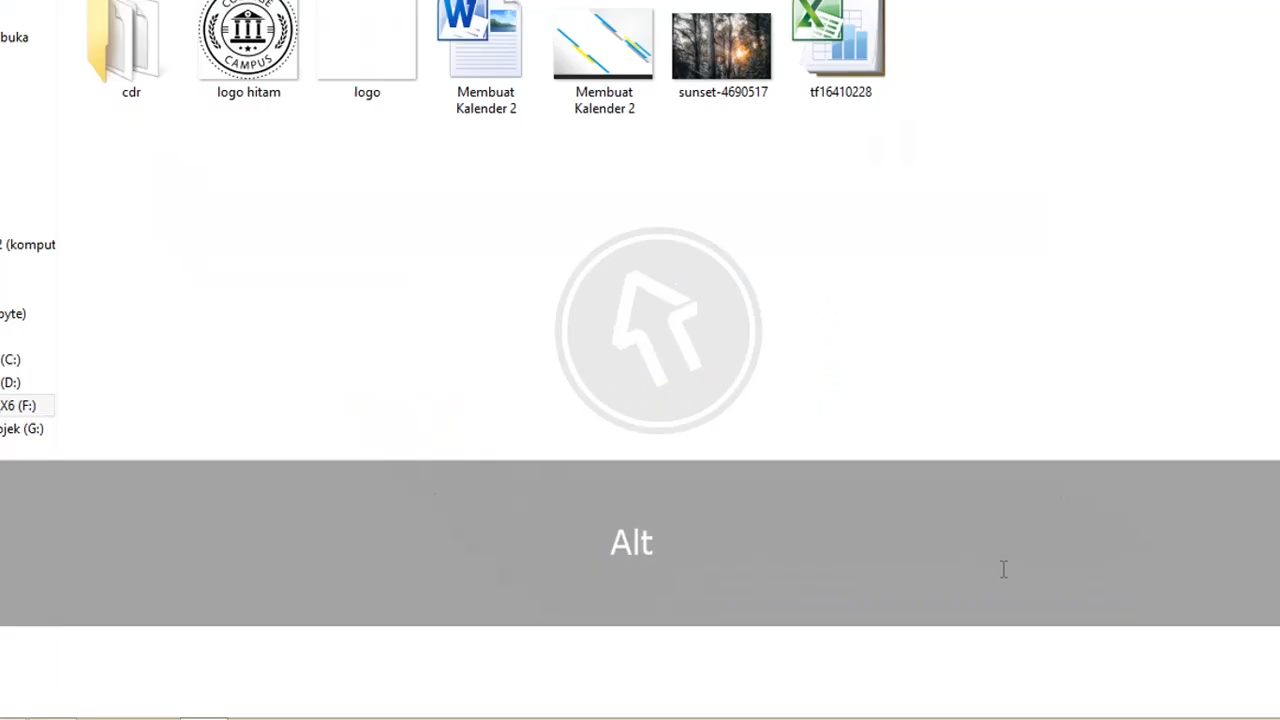 buka
CAMPUS
cdr
logo hitam
logo
Membuat
Kalender 2
Membuat
Kalender 2
sunset-4690517
tf16410228
2 (komput
byte)
(C:)
(D:)
X6 (F:)
ojek (G:)
Alt